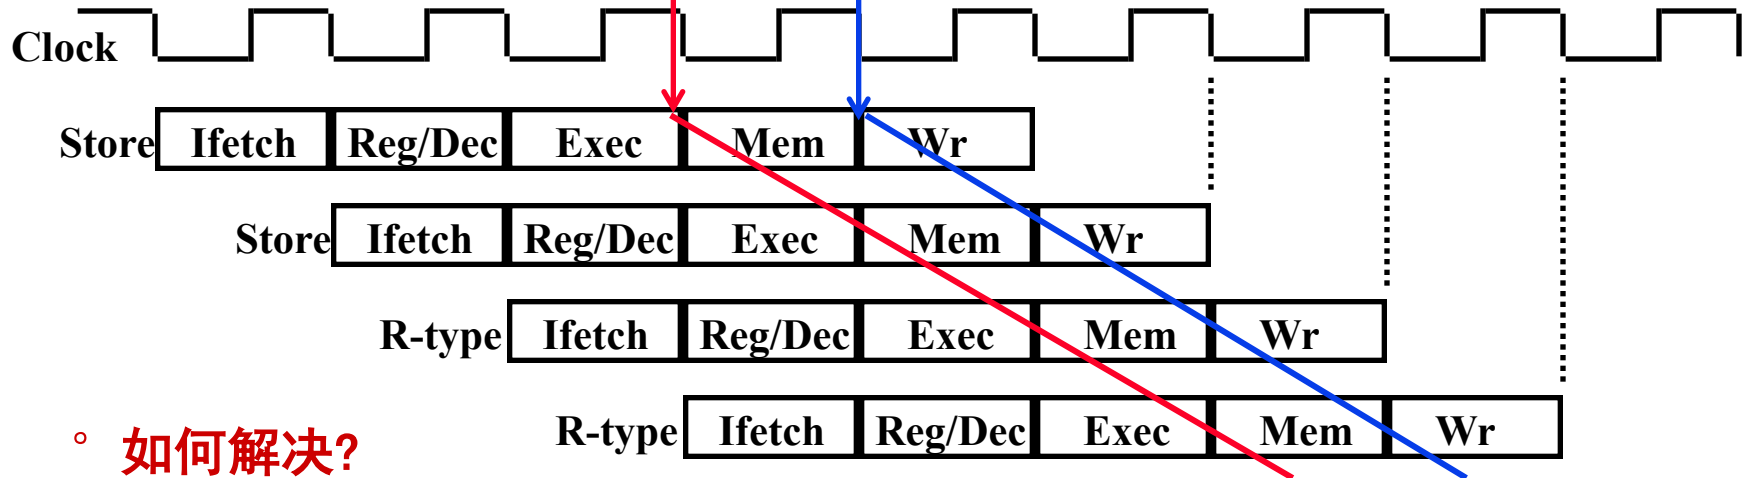 Clock
Store Ifetch Reg/Dec Exec Mem Wr
Store Ifetch Reg/Dec Exec Mem Wr
R-type Ifetch Reg/Dec Exec Mem Wr
R-type Ifetch Reg/Dec Exec Mem Wr
° 如何解决?